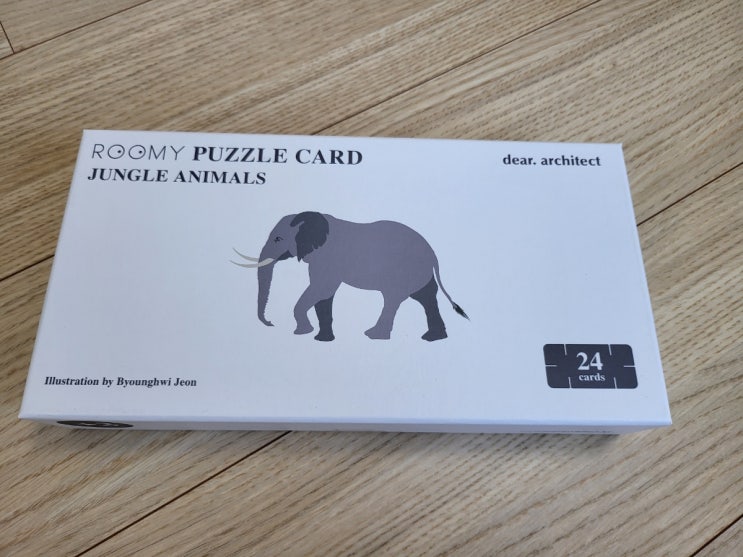 ROOMY PUZZLE CARD
JUNGLE ANIMALS
dear. architect
24
cards
Illustration by Byounghwi Jeon